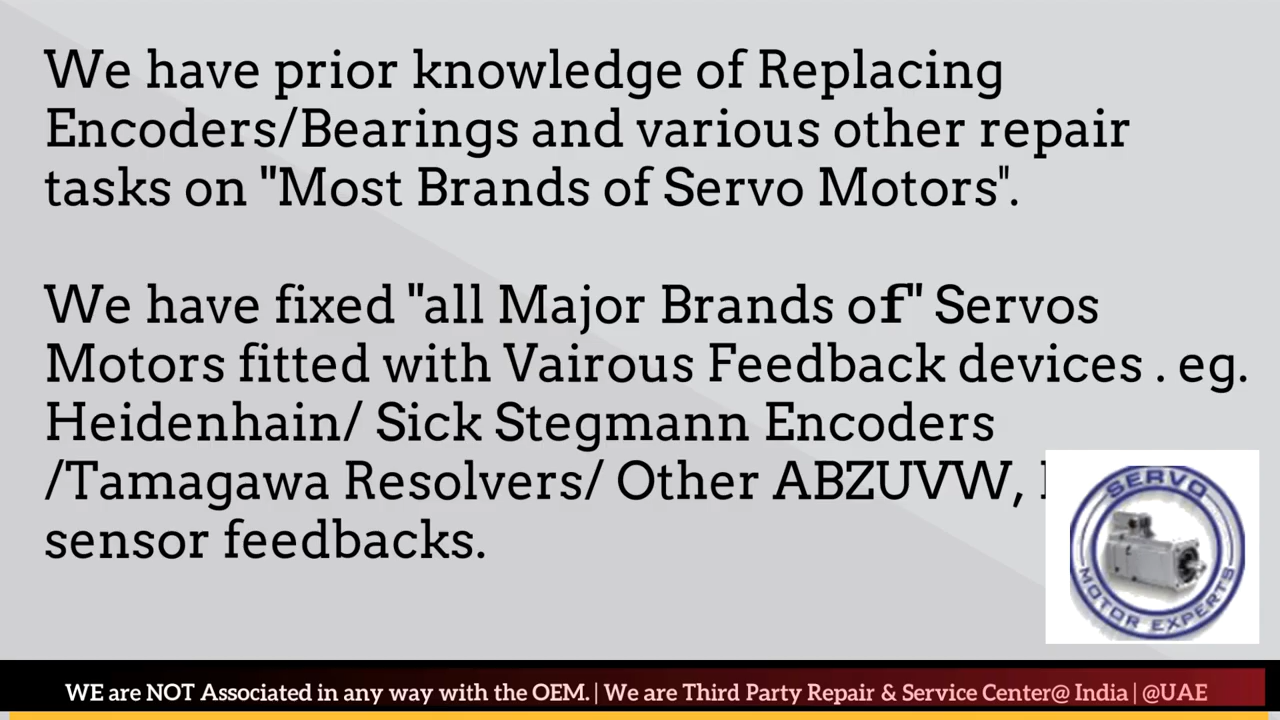 We have prior knowledge of Replacing
Encoders/Bearings and various other repair
tasks on "Most Brands of Servo Motors".
We have fixed "all Major Brands of" Servos
Motors fitted with Vairous Feedback devices . eg.
Heidenhain/ Sick Stegmann Encoders
/Tamagawa Resolvers/ Other ABZUVW,
sensor feedbacks.
SERVO
MOTOR EXPERTS
WE are NOT Associated in any way with the OEM. | We are Third Party Repair & Service Center@ India | @UAE